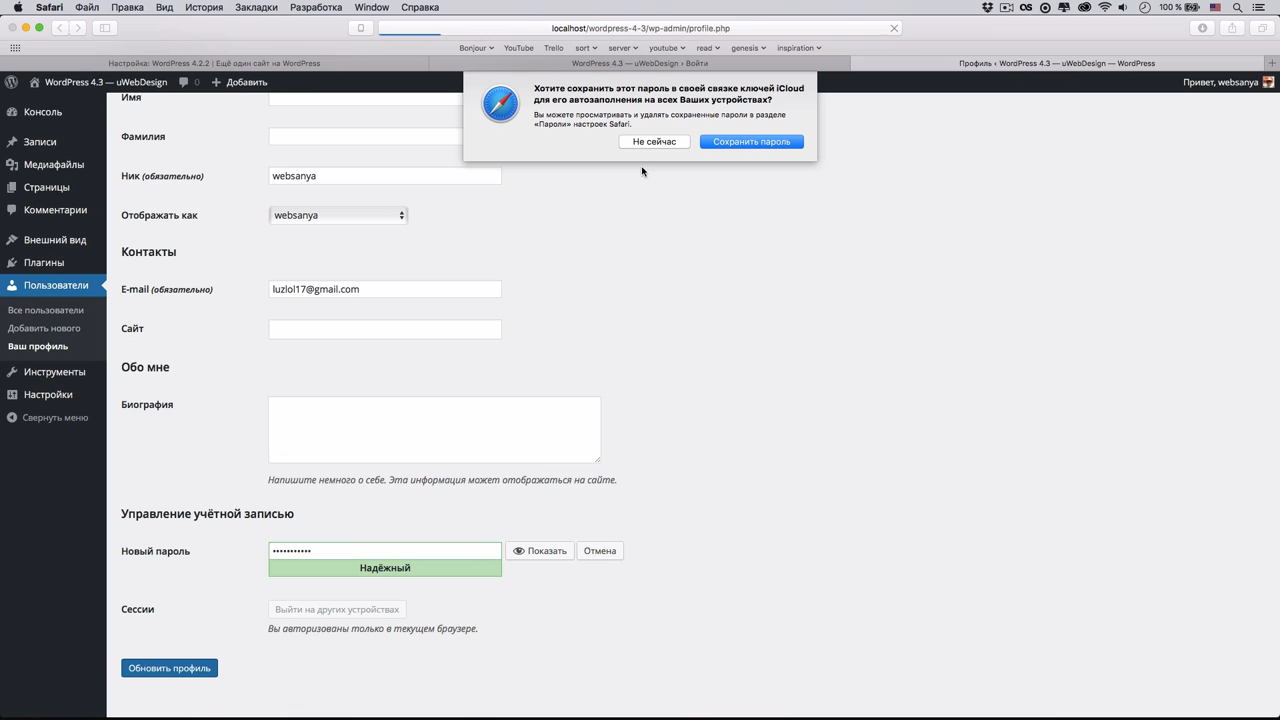 Safari Файл Правка Вид История Закладки Разработка Window Справка 100 %
localhost/wordpress-4-3/wp-admin/profile.php
Bonjour YouTube Trello sort server youtube read genesis inspiration
Настройка: WordPress 4.2.2 | Ещё один сайт на WordPress
WordPress 4.3 — uWebDesign › Войти
Профиль ‹ WordPress 4.3 — uWebDesign — WordPress
WordPress 4.3 — uWebDesign 0 Добавить
Привет, websanya
Хотите сохранить этот пароль в своей связке ключей iCloud
для его автозаполнения на всех Ваших устройствах?
Вы можете просматривать и удалять сохраненные пароли в разделе
«Пароли» настроек Safari.
Не сейчас Сохранить пароль
Консоль
Записи
Медиафайлы
Страницы
Комментарии
Внешний вид
Плагины
Пользователи
Все пользователи
Добавить нового
Ваш профиль
Инструменты
Настройки
Свернуть меню
Имя
Фамилия
Ник (обязательно) websanya
Отображать как websanya
Контакты
E-mail (обязательно) luzlol17@gmail.com
Сайт
Обо мне
Биография
Напишите немного о себе. Эта информация может отображаться на сайте.
Управление учётной записью
Новый пароль ••••••••••• Показать Отмена
Надёжный
Сессии Выйти на других устройствах
Вы авторизованы только в текущем браузере.
Обновить профиль